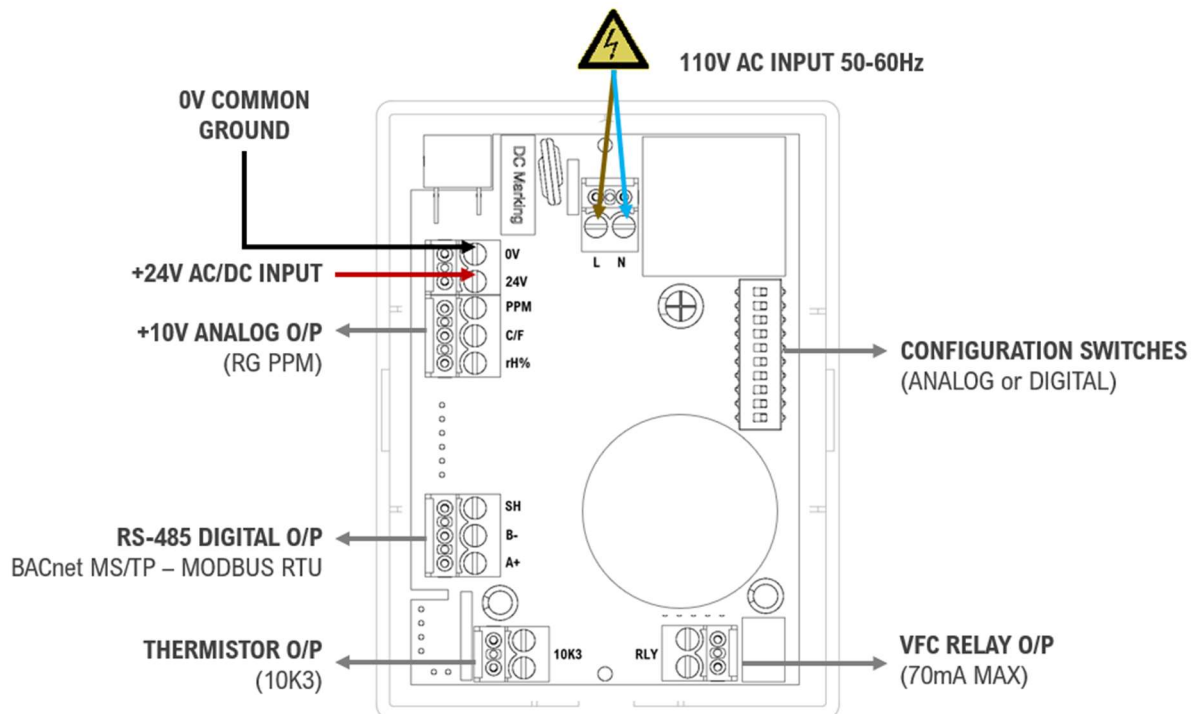 110V AC INPUT 50-60Hz
0V COMMON
GROUND
DC Marking
0V
+24V AC/DC INPUT
24V
L N
PPM
+10V ANALOG O/P
(RG PPM)
C/F
rH%
CONFIGURATION SWITCHES
(ANALOG or DIGITAL)
SH
RS-485 DIGITAL O/P
BACnet MS/TP – MODBUS RTU
B-
A+
THERMISTOR O/P
(10K3)
10K3
RLY
VFC RELAY O/P
(70mA MAX)